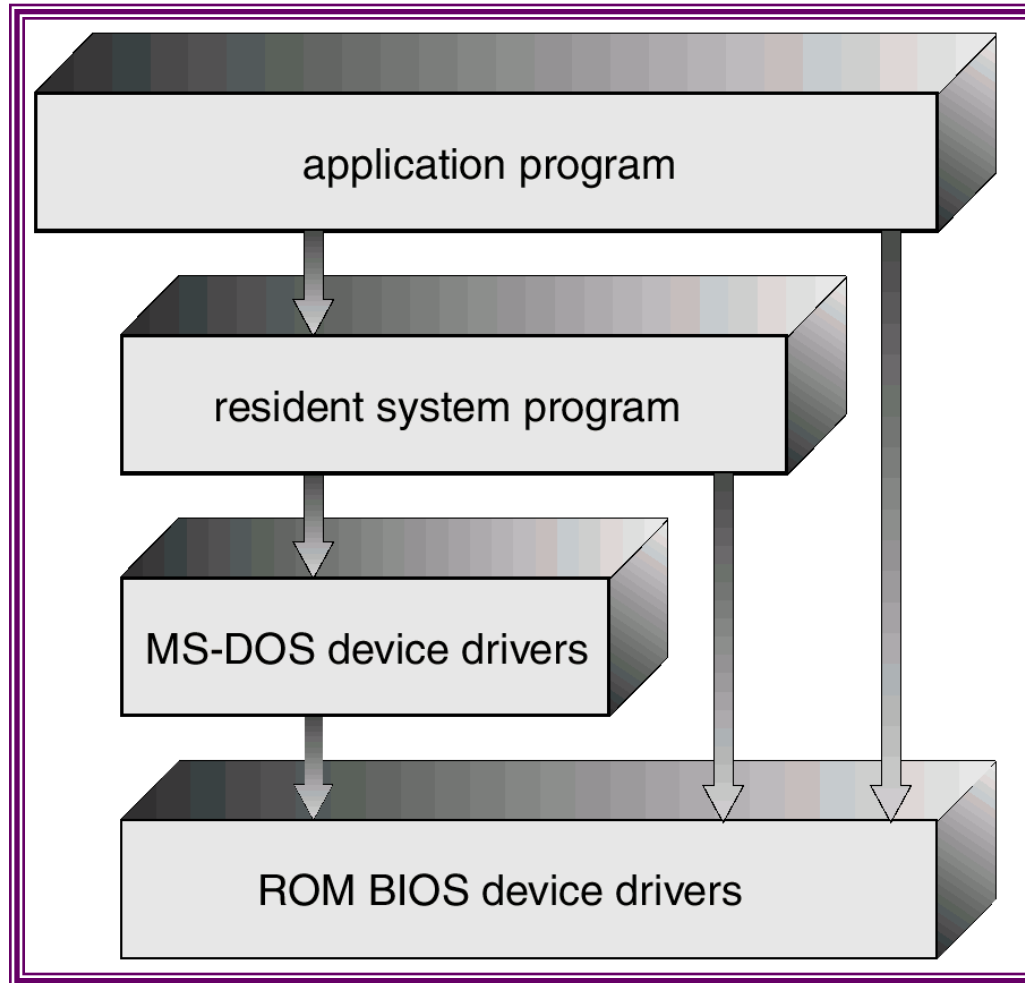 application program
resident system program
MS-DOS device drivers
ROM BIOS device drivers